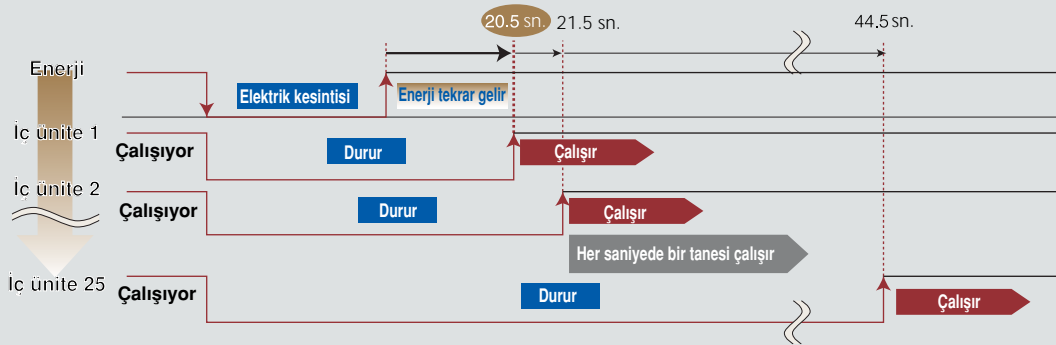 20.5 sn. 21.5 sn. 44.5 sn.
Enerji
Elektrik kesintisi
Enerji tekrar gelir
İç ünite 1
Çalışıyor
Durur
Çalışır
İç ünite 2
Çalışıyor
Durur
Çalışır
Her saniyede bir tanesi çalışır
İç ünite 25
Çalışıyor
Durur
Çalışır